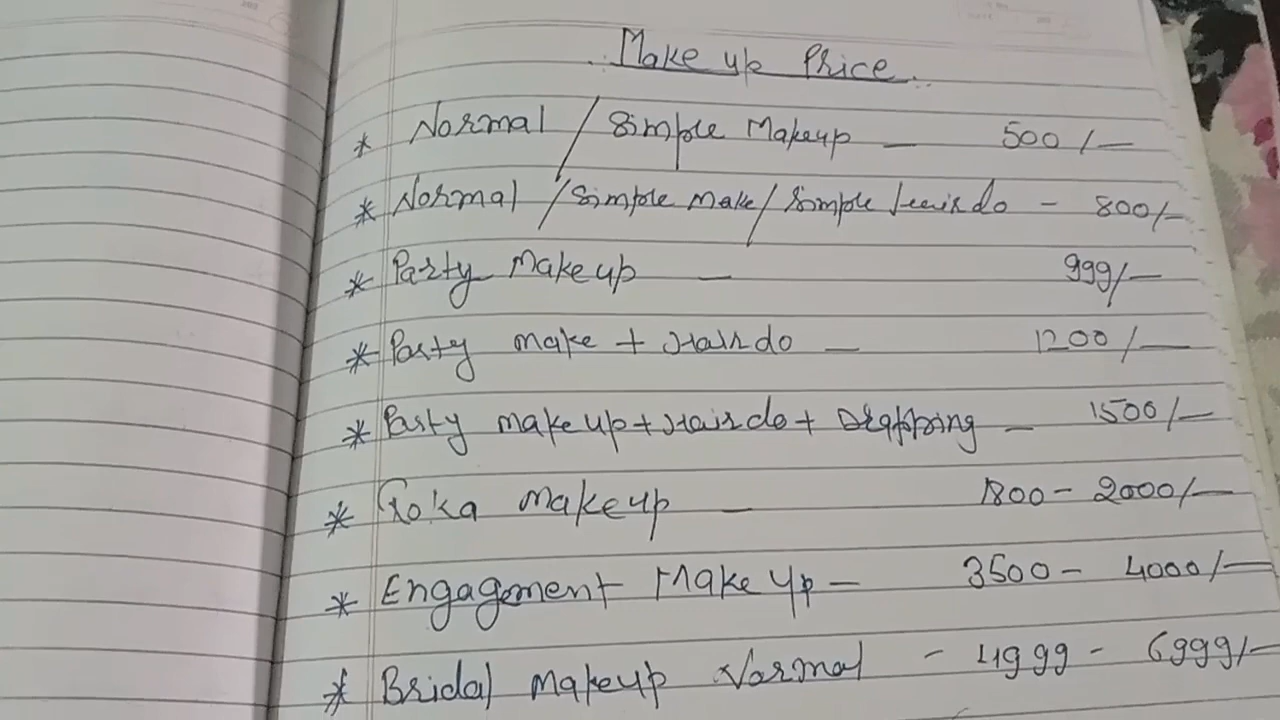 Make up Price
* Normal / Simple Makeup - 500/-
* Normal /Simple Make/ Simple hairdo - 800/-
* Party Makeup - 999/-
* Party make + Hairdo - 1200/-
* Party makeup + Hairdo + Drapping - 1500/-
* Roka Makeup - 1800 - 2000/-
* Engagement Make Up - 3500 - 4000/-
* Bridal Makeup Normal - 4999 - 6999/-